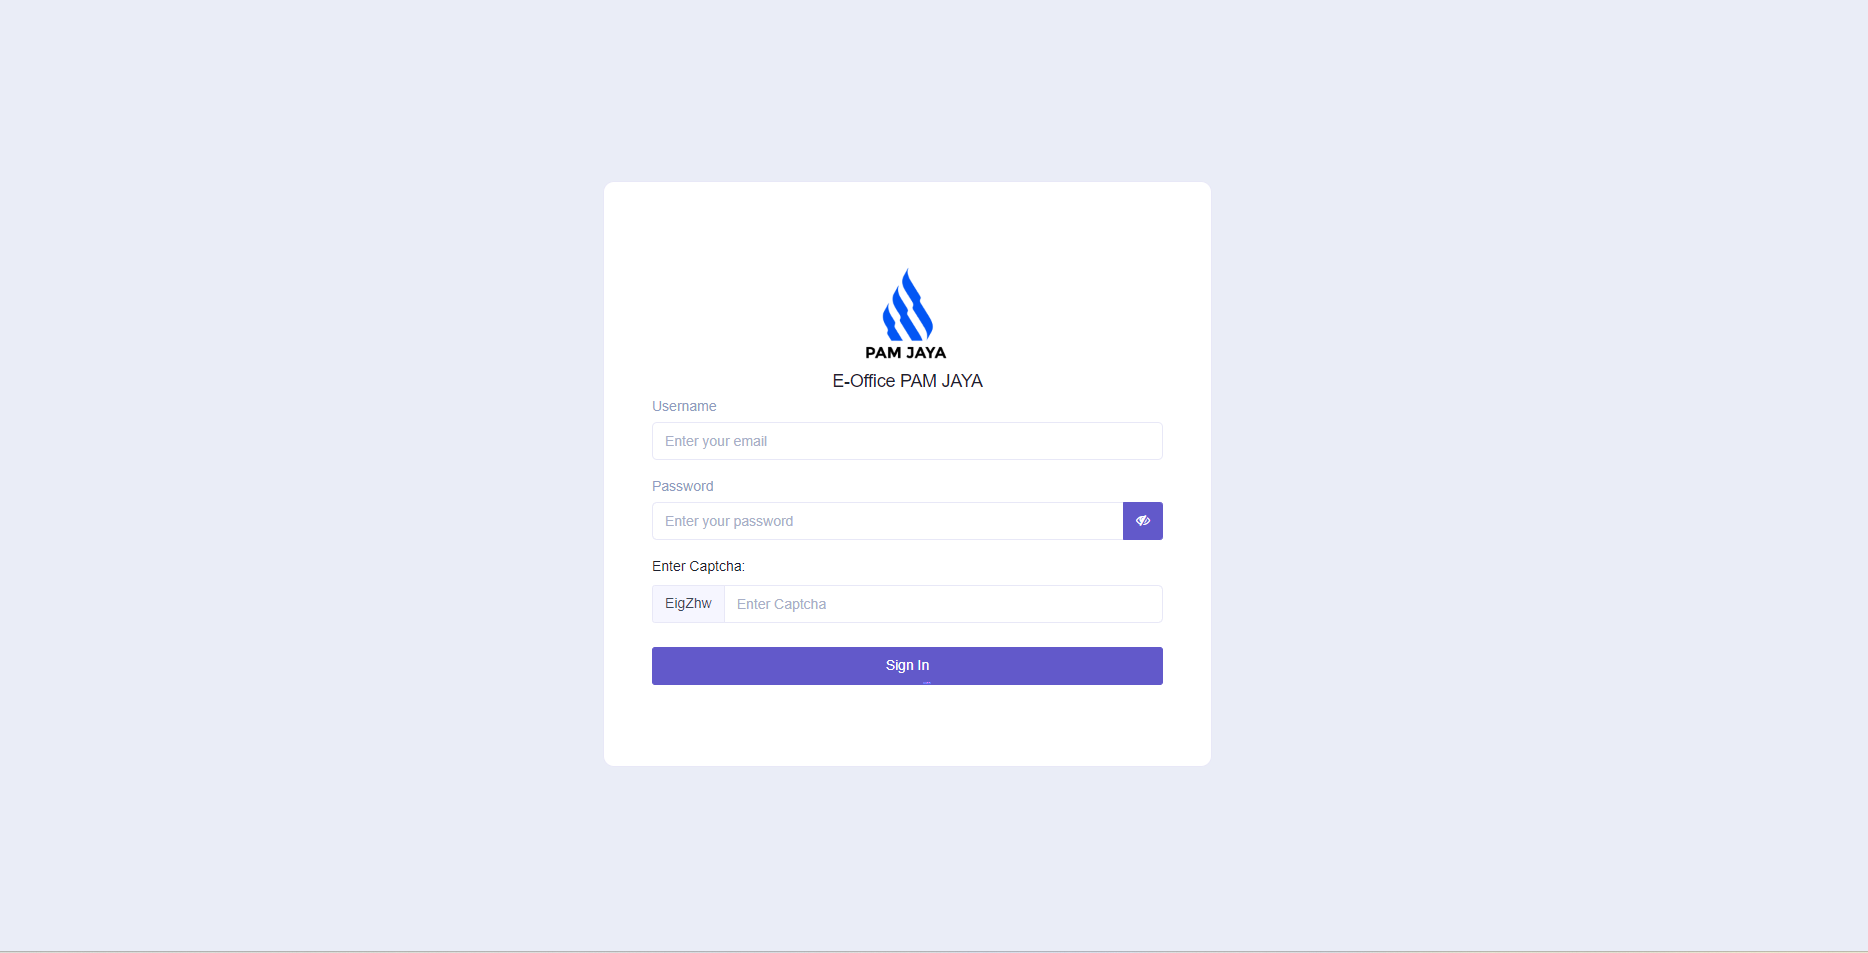 PAM JAYA
E-Office PAM JAYA
Username
Enter your email
Password
Enter your password
Enter Captcha:
EigZhw Enter Captcha
Sign In